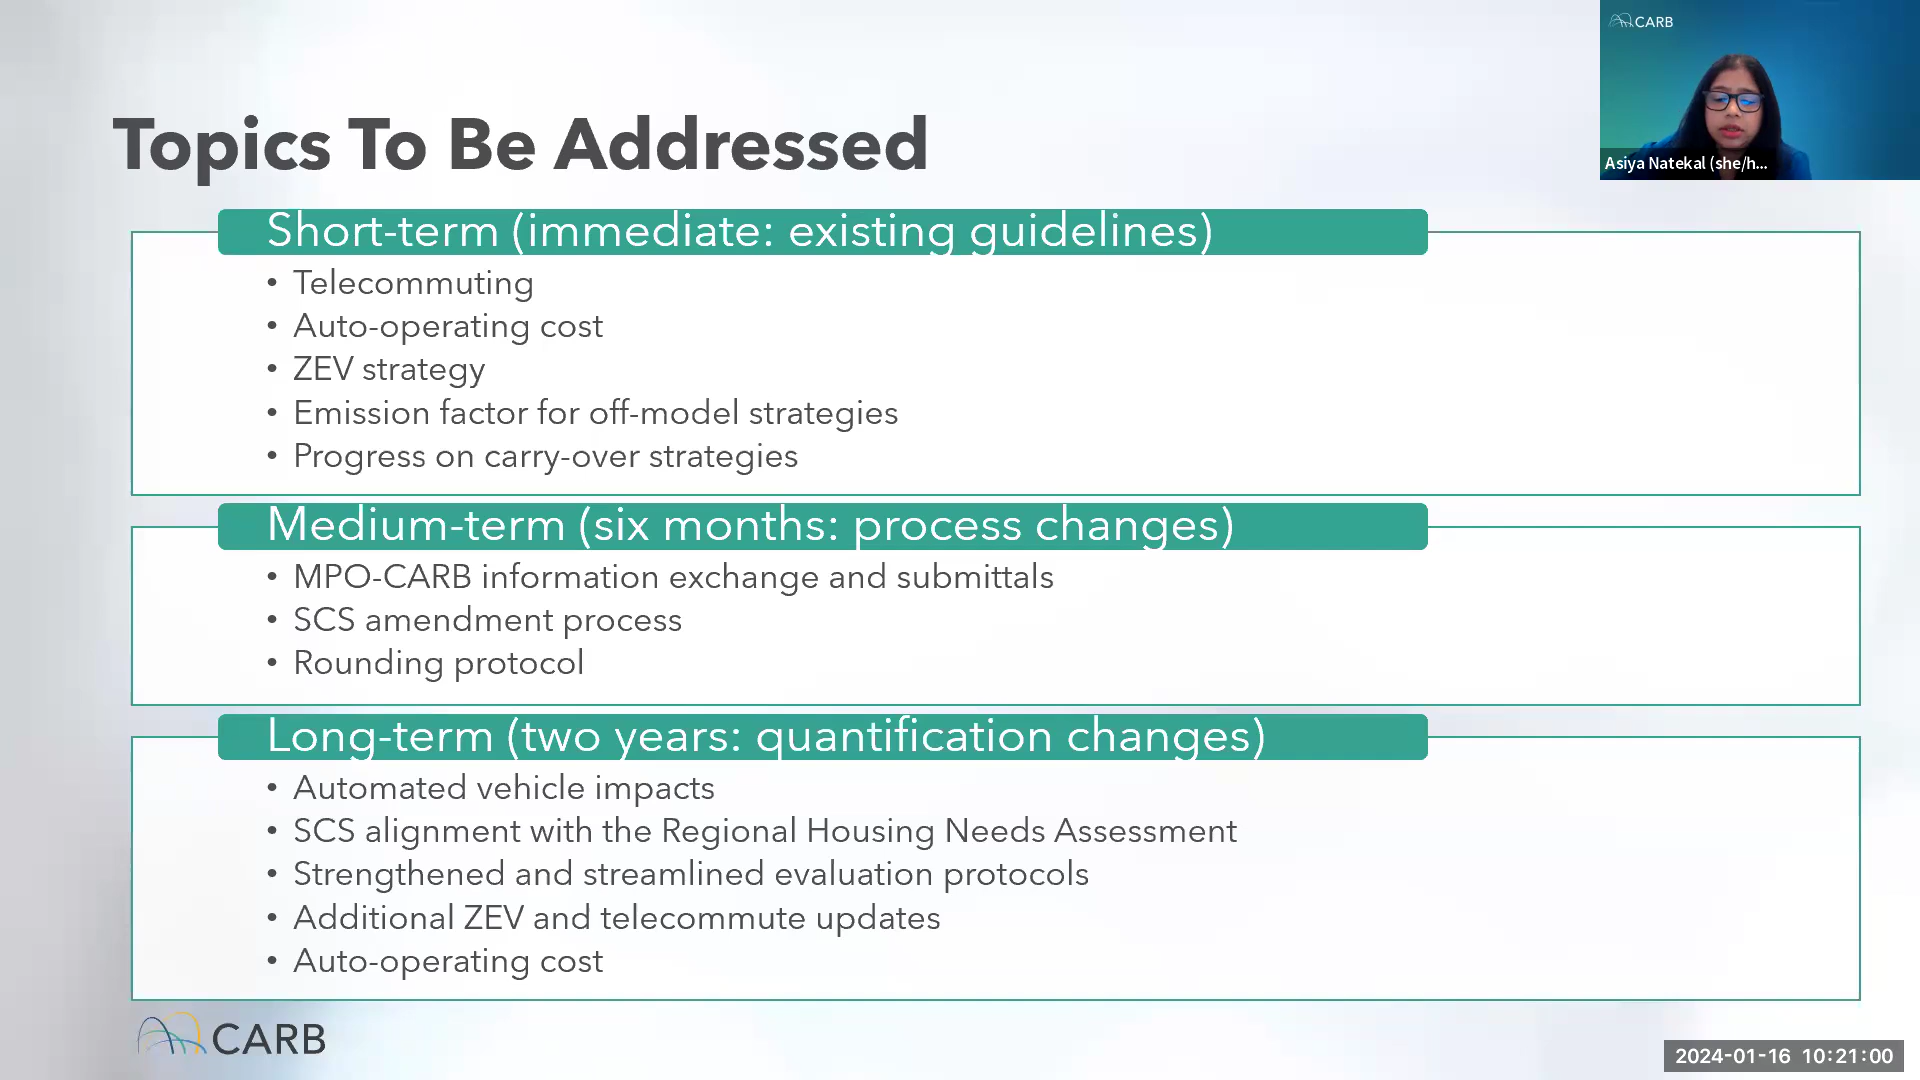 CARB
Topics To Be Addressed
Asiya Natekal (she/h...
Short-term (immediate: existing guidelines)
• Telecommuting
• Auto-operating cost
• ZEV strategy
• Emission factor for off-model strategies
• Progress on carry-over strategies
Medium-term (six months: process changes)
• MPO-CARB information exchange and submittals
• SCS amendment process
• Rounding protocol
Long-term (two years: quantification changes)
• Automated vehicle impacts
• SCS alignment with the Regional Housing Needs Assessment
• Strengthened and streamlined evaluation protocols
• Additional ZEV and telecommute updates
• Auto-operating cost
CARB
2024-01-16 10:21:00